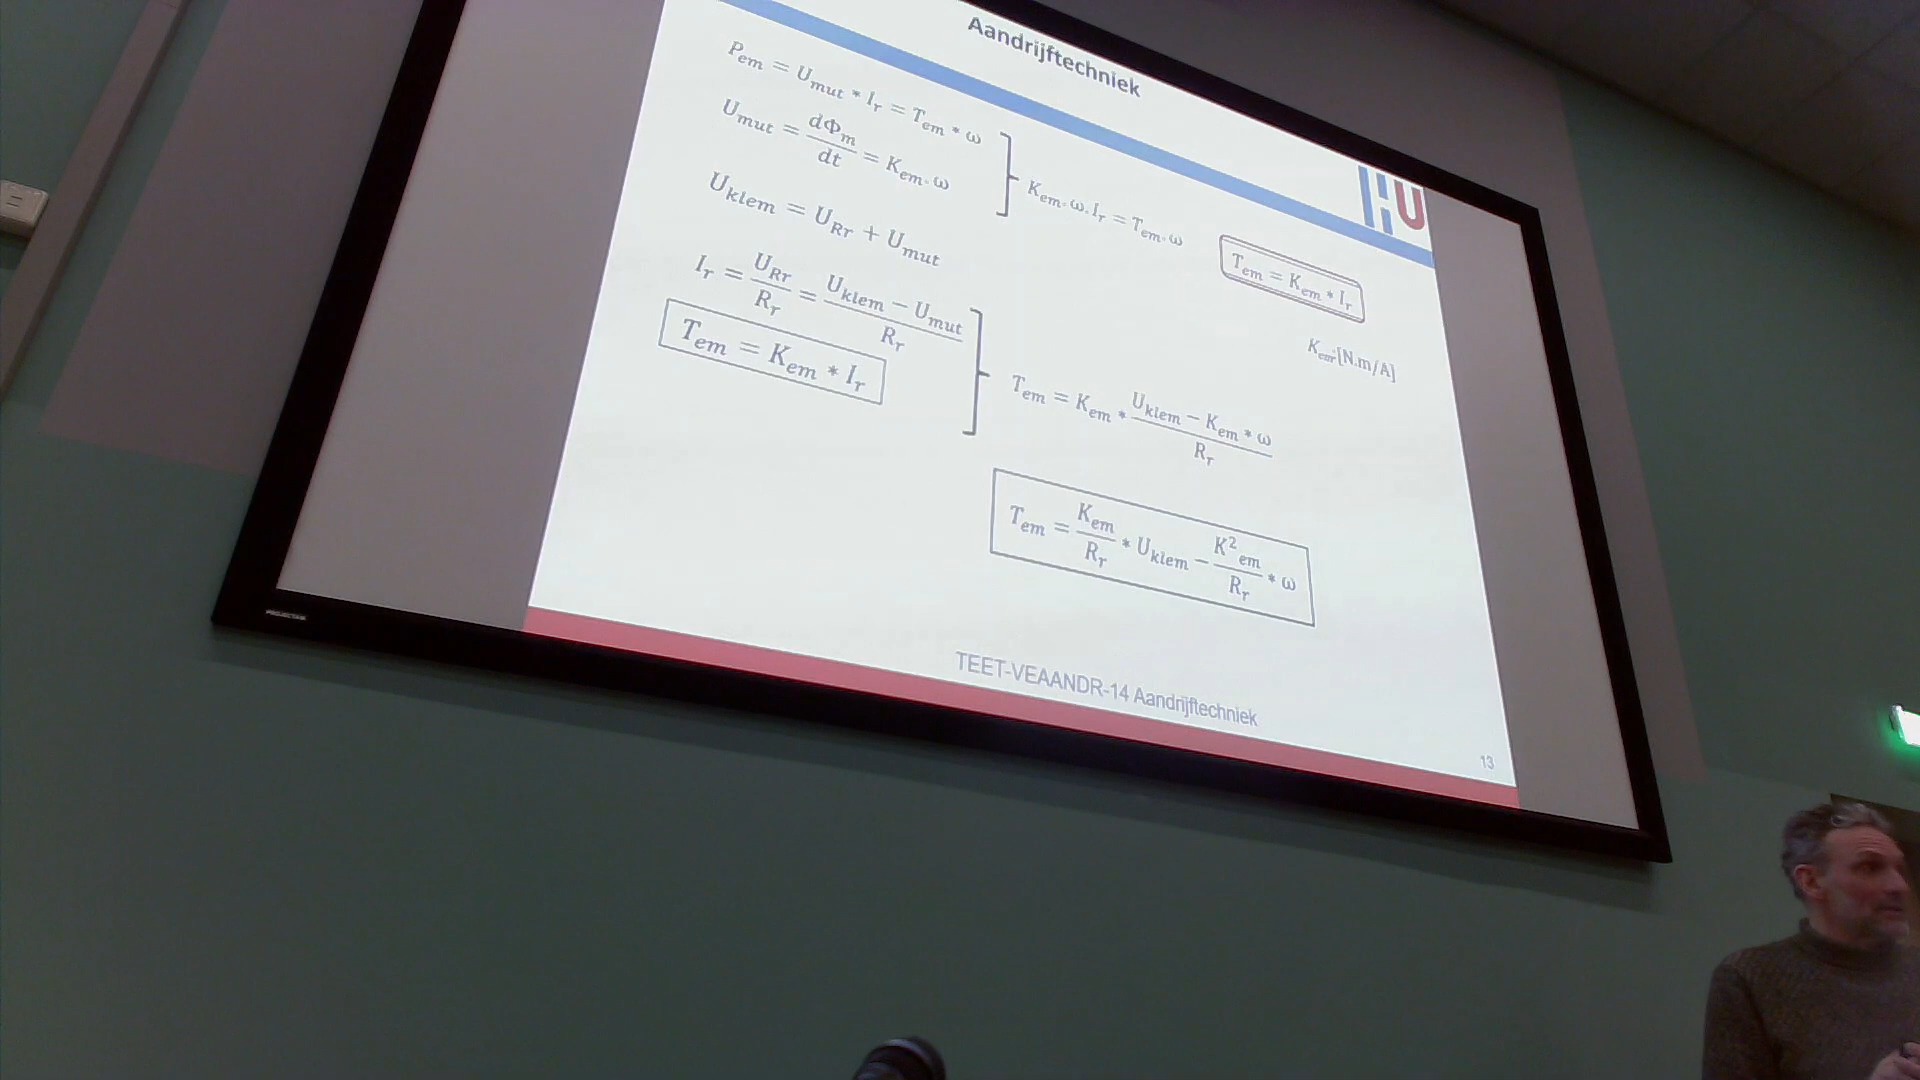 Aandrijftechniek
HU
P_em = U_mut * I_r = T_em * ω
U_mut = dΦ_m/dt = K_em.ω
K_em.ω.I_r = T_em.ω
T_em = K_em * I_r
U_klem = U_Rr + U_mut
I_r = U_Rr/R_r = (U_klem − U_mut)/R_r
K_em:[N.m/A]
T_em = K_em * I_r
T_em = K_em * (U_klem − K_em * ω)/R_r
T_em = K_em/R_r * U_klem − K²_em/R_r * ω
TEET-VEAANDR-14 Aandrijftechniek
13
PROJECTA